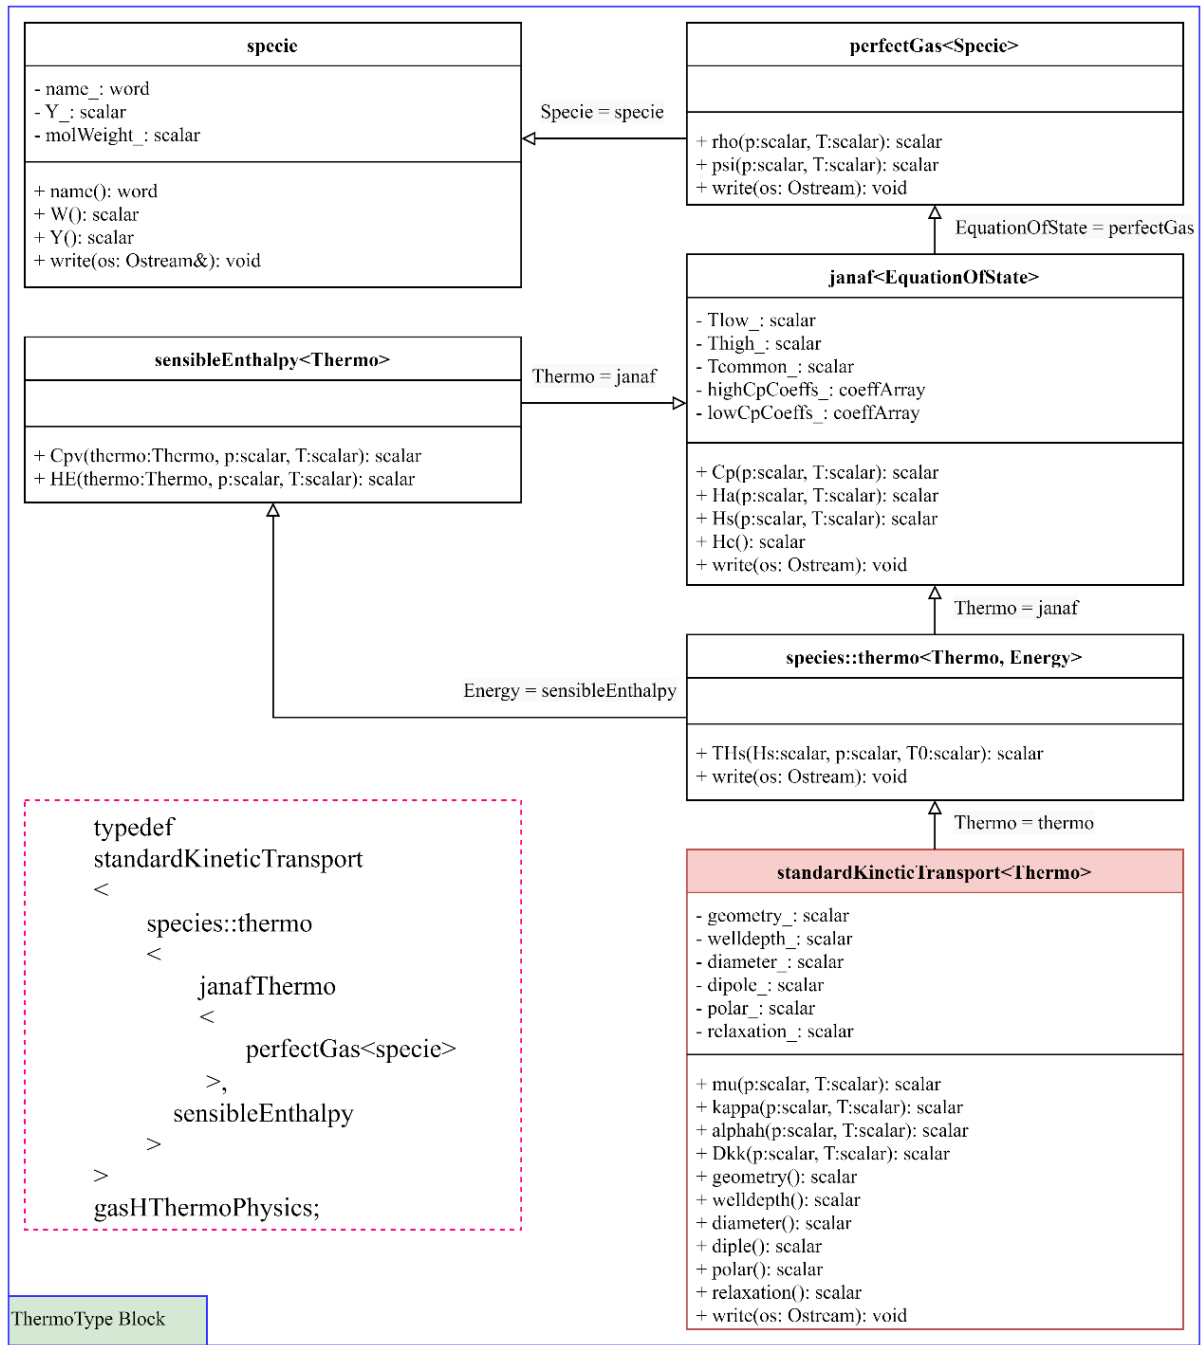 specie
- name_: word
- Y_: scalar
- molWeight_: scalar
+ name(): word
+ W(): scalar
+ Y(): scalar
+ write(os: Ostream&): void
Specie = specie
perfectGas<Specie>
+ rho(p:scalar, T:scalar): scalar
+ psi(p:scalar, T:scalar): scalar
+ write(os: Ostream): void
EquationOfState = perfectGas
janaf<EquationOfState>
- Tlow_: scalar
- Thigh_: scalar
- Tcommon_: scalar
- highCpCoeffs_: coeffArray
- lowCpCoeffs_: coeffArray
+ Cp(p:scalar, T:scalar): scalar
+ Ha(p:scalar, T:scalar): scalar
+ Hs(p:scalar, T:scalar): scalar
+ Hc(): scalar
+ write(os: Ostream): void
sensibleEnthalpy<Thermo>
+ Cpv(thermo:Thermo, p:scalar, T:scalar): scalar
+ HE(thermo:Thermo, p:scalar, T:scalar): scalar
Thermo = janaf
Thermo = janaf
Energy = sensibleEnthalpy
species::thermo<Thermo, Energy>
+ THs(Hs:scalar, p:scalar, T0:scalar): scalar
+ write(os: Ostream): void
Thermo = thermo
standardKineticTransport<Thermo>
- geometry_: scalar
- welldepth_: scalar
- diameter_: scalar
- dipole_: scalar
- polar_: scalar
- relaxation_: scalar
+ mu(p:scalar, T:scalar): scalar
+ kappa(p:scalar, T:scalar): scalar
+ alphah(p:scalar, T:scalar): scalar
+ Dkk(p:scalar, T:scalar): scalar
+ geometry(): scalar
+ welldepth(): scalar
+ diameter(): scalar
+ diple(): scalar
+ polar(): scalar
+ relaxation(): scalar
+ write(os: Ostream): void
typedef
standardKineticTransport
<
species::thermo
<
janafThermo
<
perfectGas<specie>
>,
sensibleEnthalpy
>
>
gasHThermoPhysics;
ThermoType Block